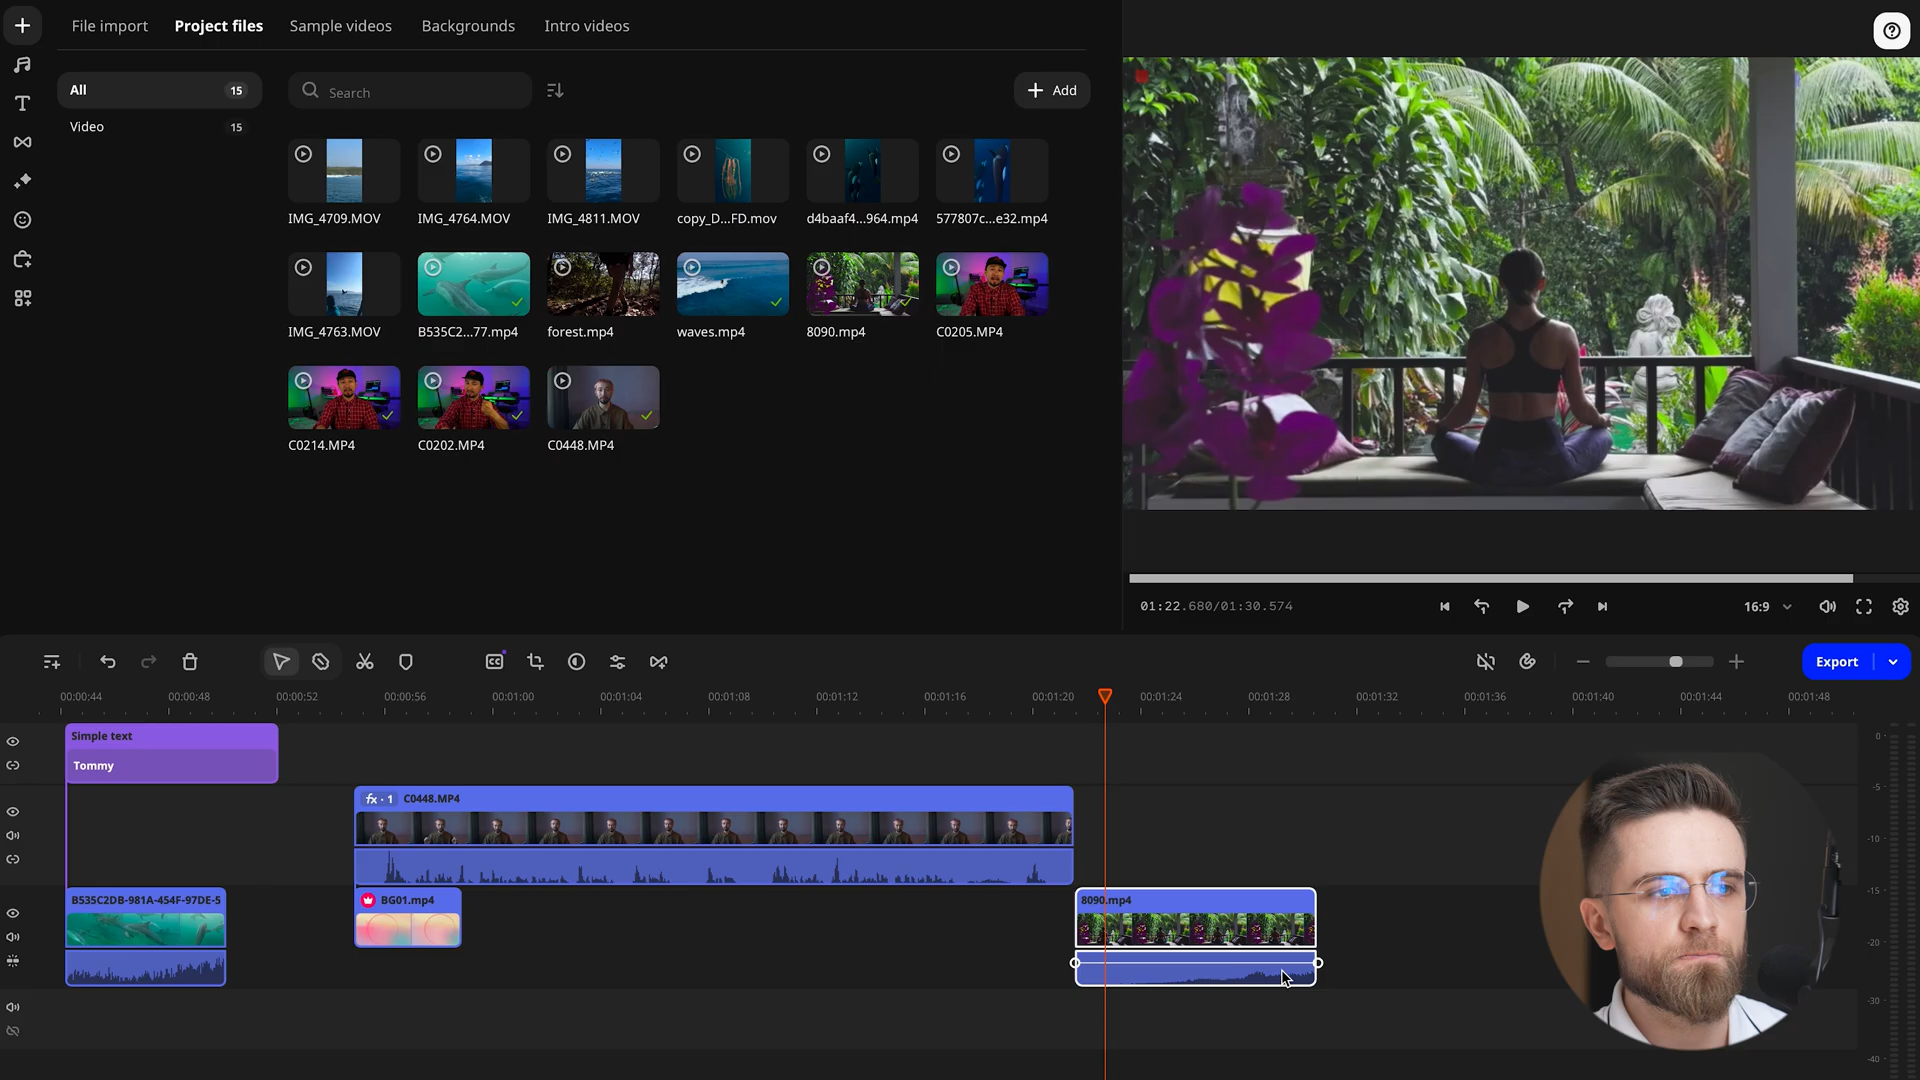 File import
Project files
Sample videos
Backgrounds
Intro videos
All 15
Video 15
Search
Add
IMG_4709.MOV
IMG_4764.MOV
IMG_4811.MOV
copy_D...FD.mov
d4baaf4...964.mp4
577807c...e32.mp4
IMG_4763.MOV
B535C2...77.mp4
forest.mp4
waves.mp4
8090.mp4
C0205.MP4
C0214.MP4
C0202.MP4
C0448.MP4
01:22.680/01:30.574
16:9
CC
Export
00:00:44
00:00:48
00:00:52
00:00:56
00:01:00
00:01:04
00:01:08
00:01:12
00:01:16
00:01:20
00:01:24
00:01:28
00:01:32
00:01:36
00:01:40
00:01:44
00:01:48
Simple text
Tommy
fx · 1 C0448.MP4
B535C2DB-981A-454F-97DE-5
BG01.mp4
8090.mp4
0
-5
-10
-15
-20
-30
-40